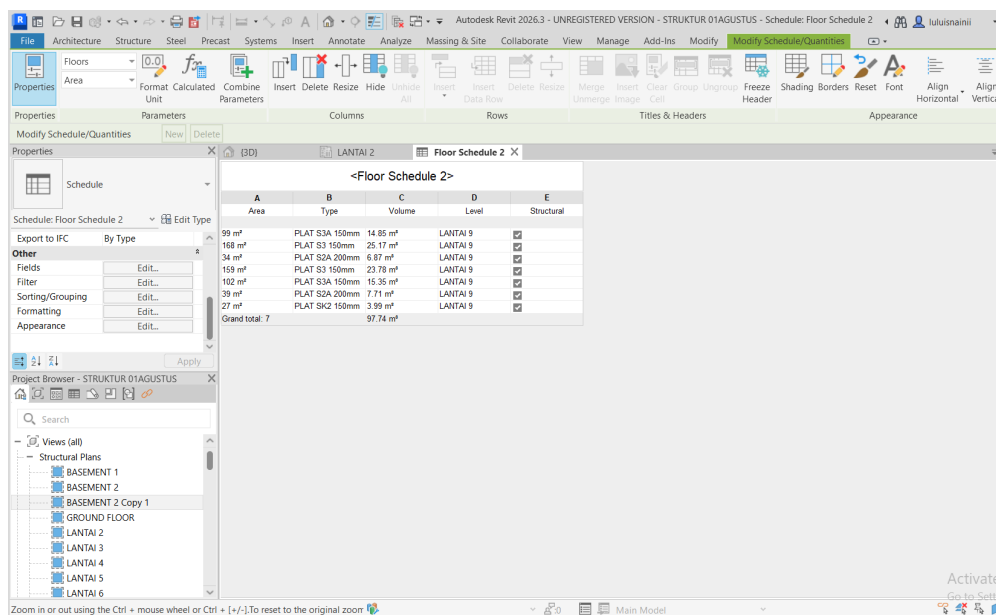 Autodesk Revit 2026.3 - UNREGISTERED VERSION - STRUKTUR 01AGUSTUS - Schedule: Floor Schedule 2
luluisnainii
File Architecture Structure Steel Precast Systems Insert Annotate Analyze Massing & Site Collaborate View Manage Add-Ins Modify Modify Schedule/Quantities
Floors
Area
Properties
Format Unit
Calculated
Combine Parameters
Insert Delete Resize Hide Unhide All
Insert
Insert Data Row
Delete Resize
Merge Unmerge
Insert Image
Clear Cell
Group Ungroup
Freeze Header
Shading Borders Reset Font
Align Horizontal
Align
Properties Parameters Columns Rows Titles & Headers Appearance
Modify Schedule/Quantities New Delete
Properties
Schedule
Schedule: Floor Schedule 2 Edit Type
Export to IFC By Type
Other
Fields Edit...
Filter Edit...
Sorting/Grouping Edit...
Formatting Edit...
Appearance Edit...
Apply
Project Browser - STRUKTUR 01AGUSTUS
Search
Views (all)
Structural Plans
BASEMENT 1
BASEMENT 2
BASEMENT 2 Copy 1
GROUND FLOOR
LANTAI 2
LANTAI 3
LANTAI 4
LANTAI 5
LANTAI 6
{3D} LANTAI 2 Floor Schedule 2
<Floor Schedule 2>
A B C D E
Area Type Volume Level Structural
99 m² PLAT S3A 150mm 14.85 m³ LANTAI 9
168 m² PLAT S3 150mm 25.17 m³ LANTAI 9
34 m² PLAT S2A 200mm 6.87 m³ LANTAI 9
159 m² PLAT S3 150mm 23.78 m³ LANTAI 9
102 m² PLAT S3A 150mm 15.35 m³ LANTAI 9
39 m² PLAT S2A 200mm 7.71 m³ LANTAI 9
27 m² PLAT SK2 150mm 3.99 m³ LANTAI 9
Grand total: 7 97.74 m³
Activate
Go to Sett
Zoom in or out using the Ctrl + mouse wheel or Ctrl + [+/-].To reset to the original zoom
:0
Main Model